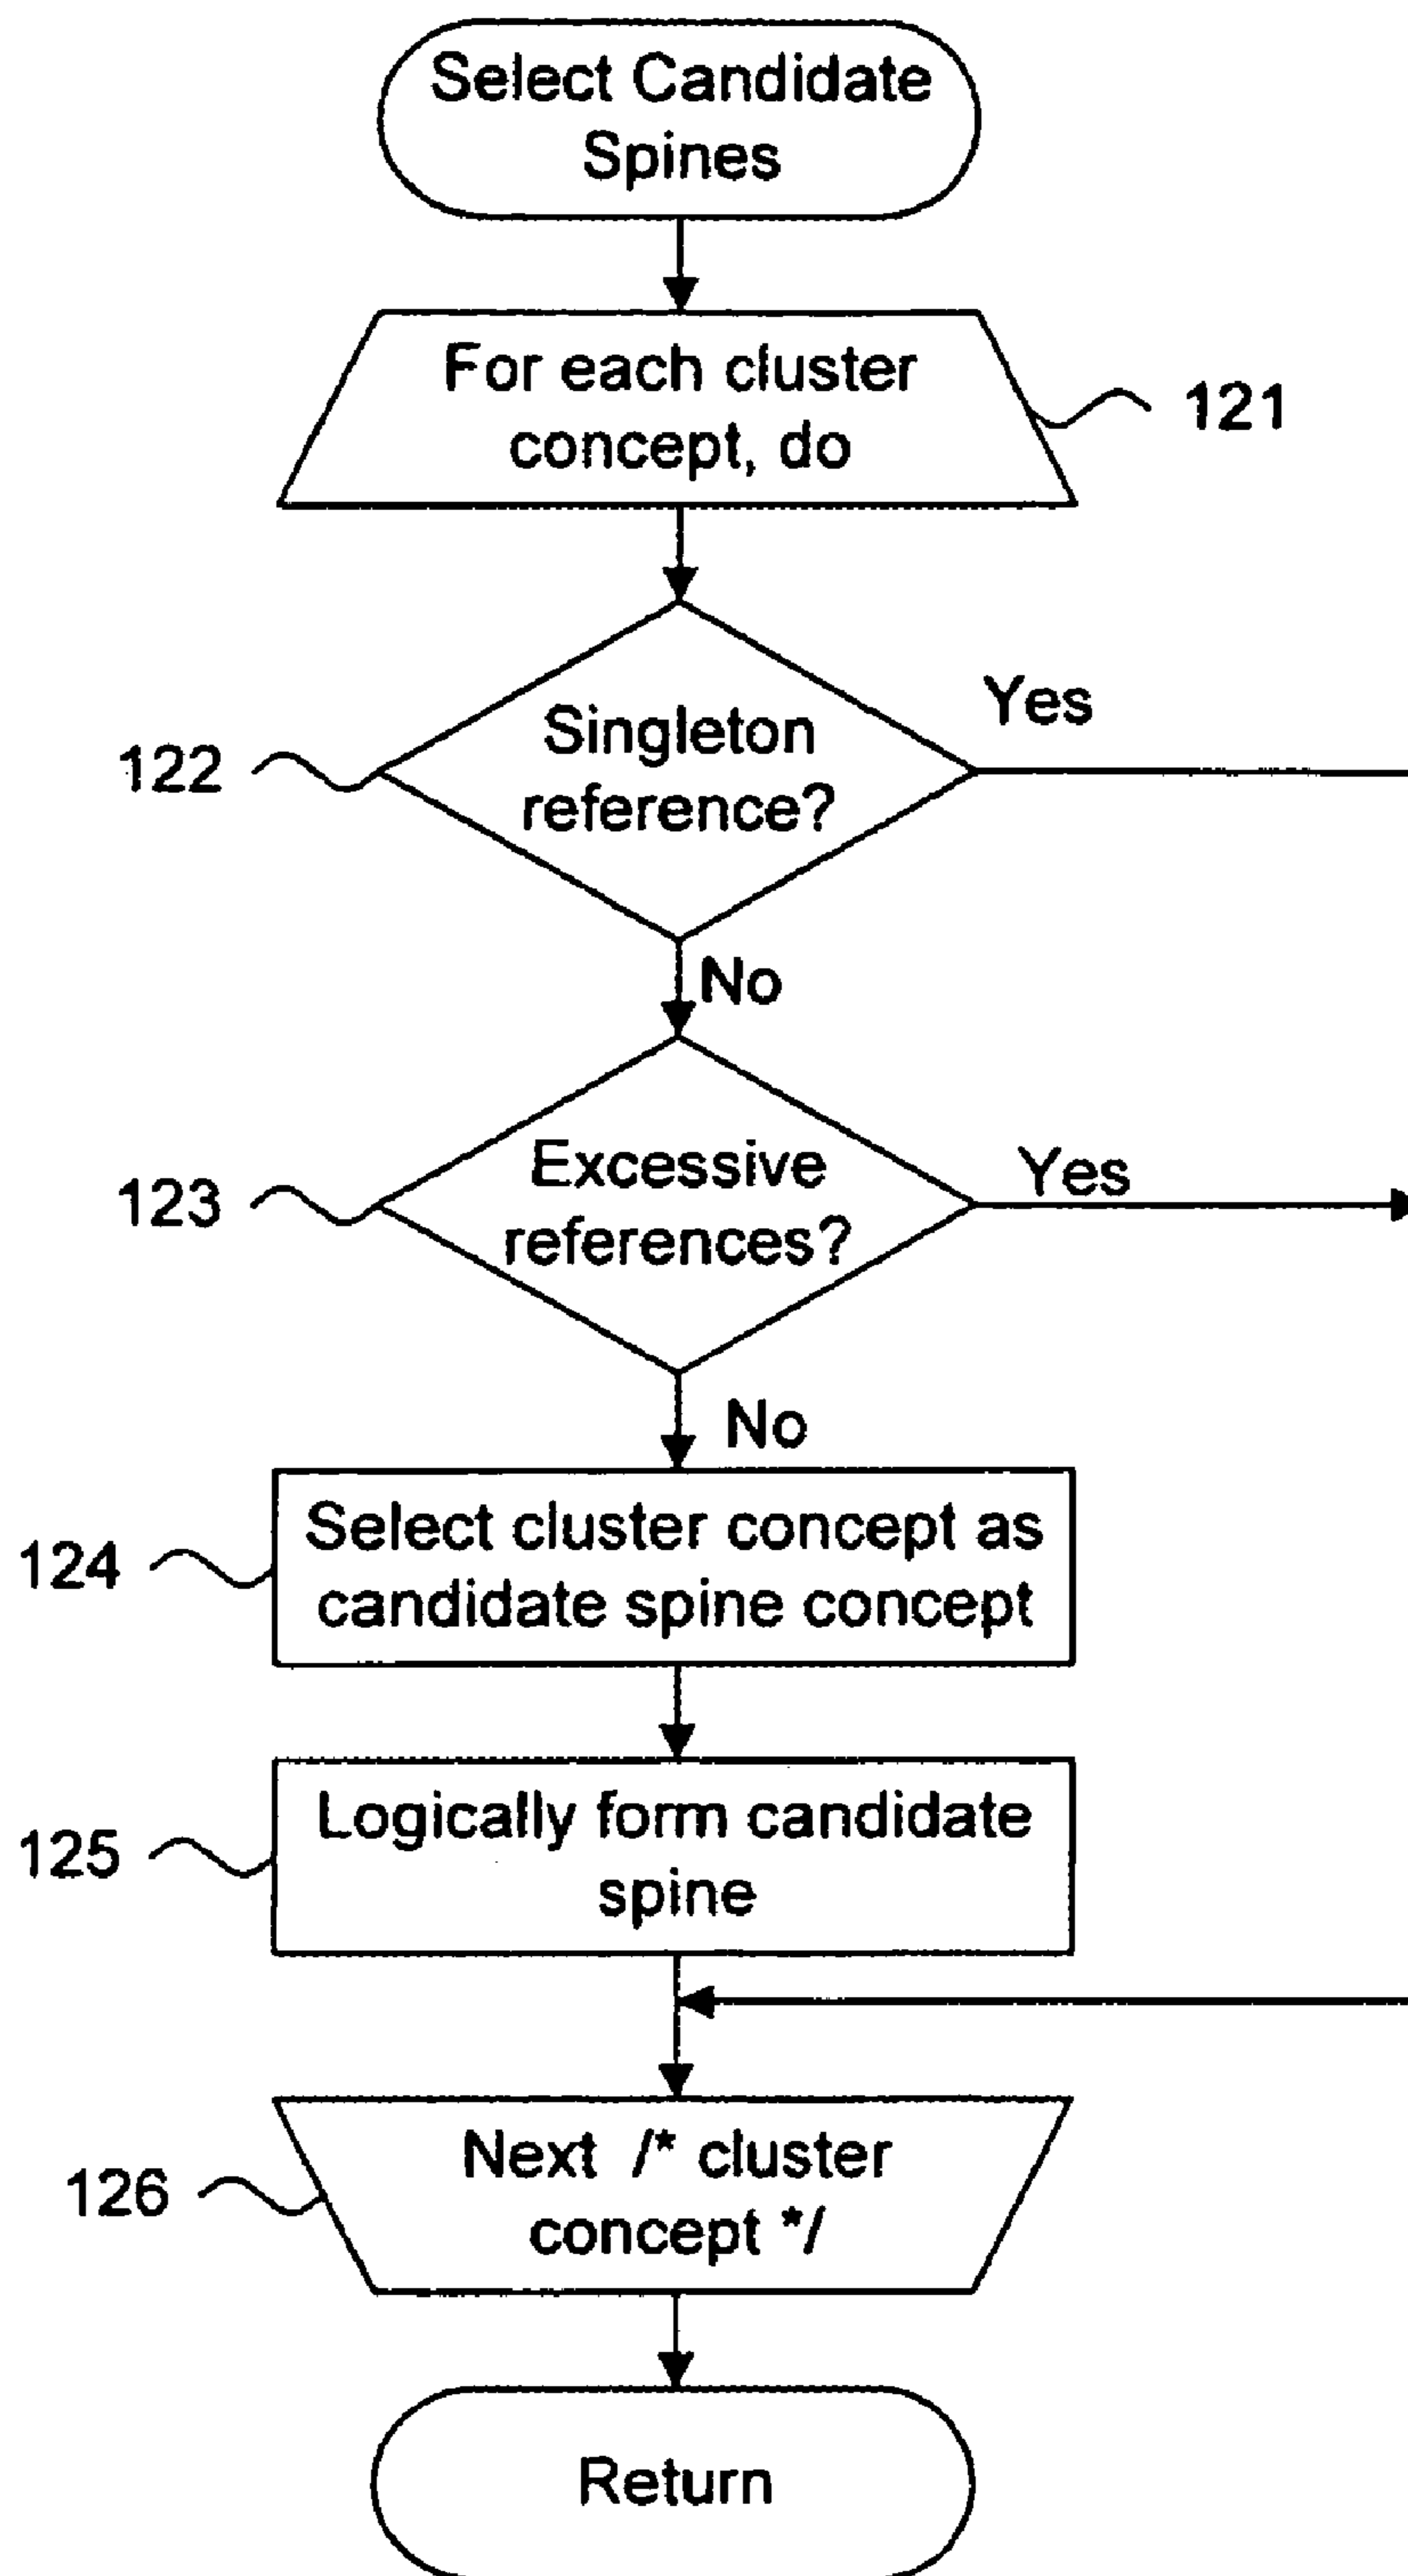 Select Candidate
Spines
For each cluster
concept, do
121
Singleton
reference?
Yes
122
No
Excessive
references?
Yes
123
No
Select cluster concept as
candidate spine concept
124
Logically form candidate
spine
125
Next /* cluster
concept */
126
Return